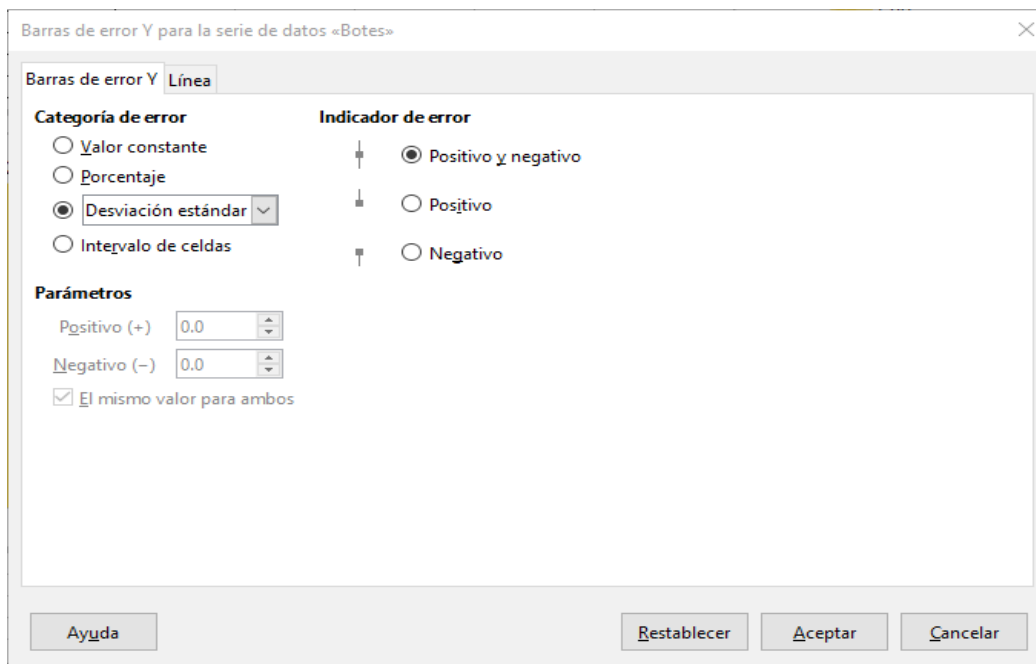 Barras de error Y para la serie de datos «Botes»
Barras de error Y Línea
Categoría de error
Valor constante
Porcentaje
Desviación estándar
Intervalo de celdas
Indicador de error
Positivo y negativo
Positivo
Negativo
Parámetros
Positivo (+) 0.0
Negativo (−) 0.0
El mismo valor para ambos
Ayuda Restablecer Aceptar Cancelar